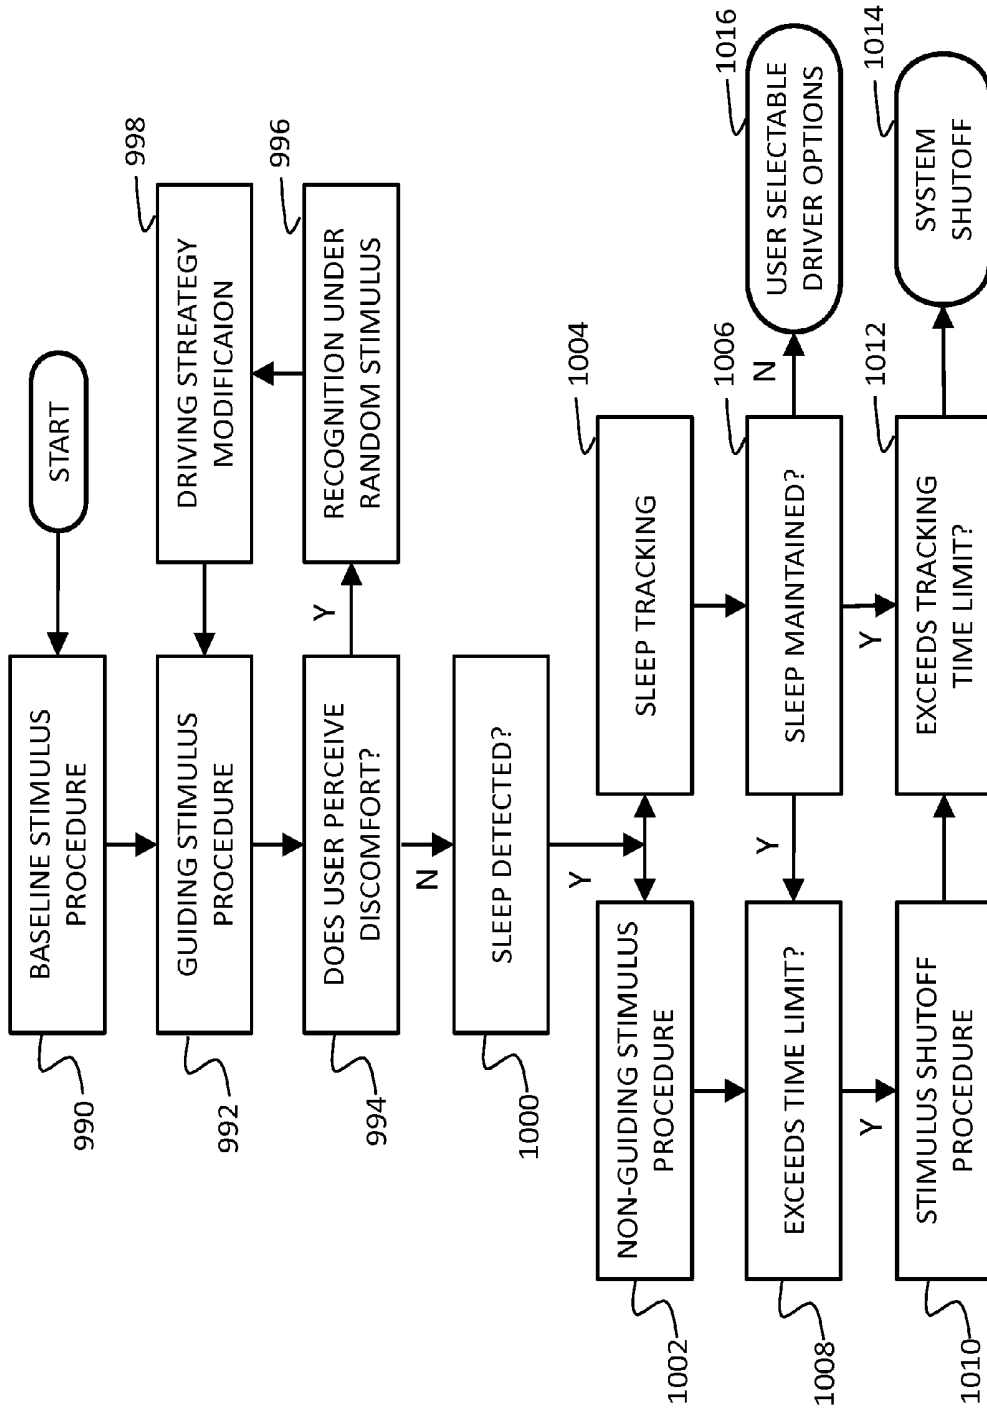 START
BASELINE STIMULUS
PROCEDURE
990
GUIDING STIMULUS
PROCEDURE
992
DRIVING STREATEGY
MODIFICAION
998
DOES USER PERCEIVE
DISCOMFORT?
994
Y
RECOGNITION UNDER
RANDOM STIMULUS
996
N
SLEEP DETECTED?
1000
Y
NON-GUIDING STIMULUS
PROCEDURE
1002
SLEEP TRACKING
1004
EXCEEDS TIME LIMIT?
1008
Y
SLEEP MAINTAINED?
1006
N
USER SELECTABLE
DRIVER OPTIONS
1016
Y
Y
STIMULUS SHUTOFF
PROCEDURE
1010
EXCEEDS TRACKING
TIME LIMIT?
1012
SYSTEM
SHUTOFF
1014